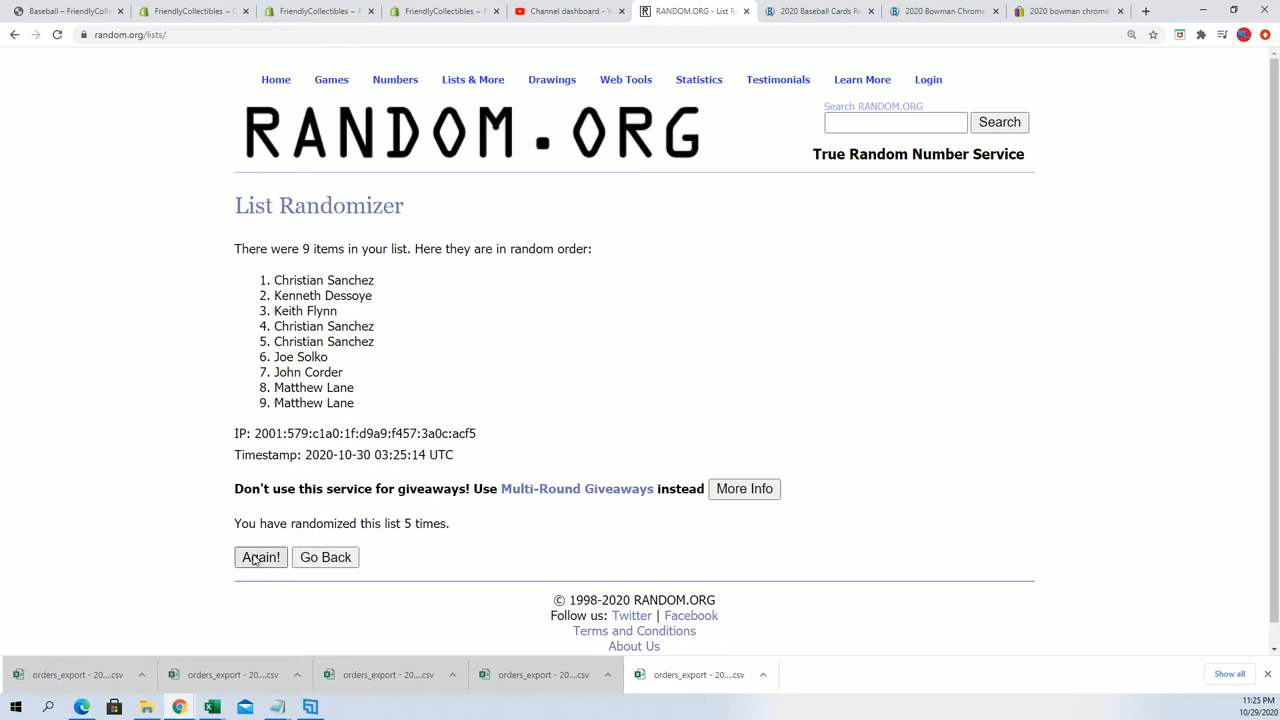 Baseball – FriendlyColl
FriendlyCollectibles ~ C
FriendlyCollectibles ~
FriendlyCollectibles ~
Channel dashboard - Y
RANDOM.ORG - List R
2020 Baseball Cards R
2020 Bowman Chrome
2020 bowman chrome
random.org/lists/
Home Games Numbers Lists & More Drawings Web Tools Statistics Testimonials Learn More Login
RANDOM.ORG
Search RANDOM.ORG
Search
True Random Number Service
List Randomizer
There were 9 items in your list. Here they are in random order:
1. Christian Sanchez
2. Kenneth Dessoye
3. Keith Flynn
4. Christian Sanchez
5. Christian Sanchez
6. Joe Solko
7. John Corder
8. Matthew Lane
9. Matthew Lane
IP: 2001:579:c1a0:1f:d9a9:f457:3a0c:acf5
Timestamp: 2020-10-30 03:25:14 UTC
Don't use this service for giveaways! Use Multi-Round Giveaways instead More Info
You have randomized this list 5 times.
Again! Go Back
© 1998-2020 RANDOM.ORG
Follow us: Twitter | Facebook
Terms and Conditions
About Us
orders_export - 20....csv orders_export - 20....csv orders_export - 20....csv orders_export - 20....csv orders_export - 20....csv Show all
11:25 PM
10/29/2020